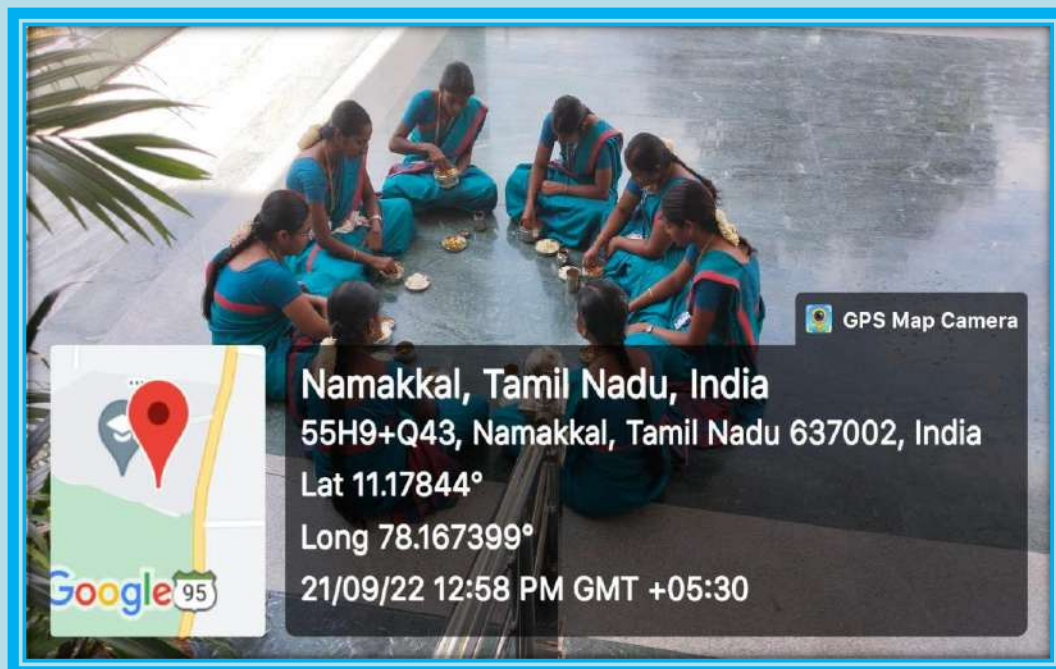 GPS Map Camera
Namakkal, Tamil Nadu, India
55H9+Q43, Namakkal, Tamil Nadu 637002, India
Lat 11.17844°
Long 78.167399°
21/09/22 12:58 PM GMT +05:30
Google 95